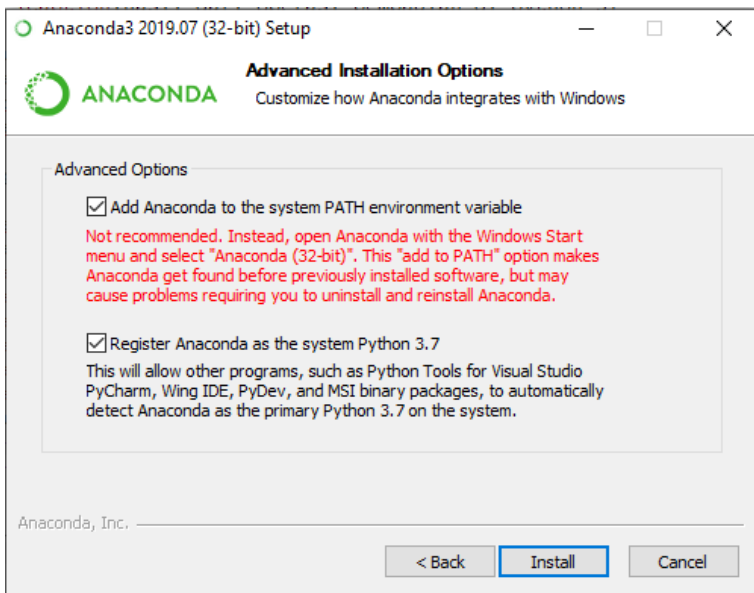 Anaconda3 2019.07 (32-bit) Setup
ANACONDA
Advanced Installation Options
Customize how Anaconda integrates with Windows
Advanced Options
Add Anaconda to the system PATH environment variable
Not recommended. Instead, open Anaconda with the Windows Start
menu and select "Anaconda (32-bit)". This "add to PATH" option makes
Anaconda get found before previously installed software, but may
cause problems requiring you to uninstall and reinstall Anaconda.
Register Anaconda as the system Python 3.7
This will allow other programs, such as Python Tools for Visual Studio
PyCharm, Wing IDE, PyDev, and MSI binary packages, to automatically
detect Anaconda as the primary Python 3.7 on the system.
Anaconda, Inc.
< Back
Install
Cancel